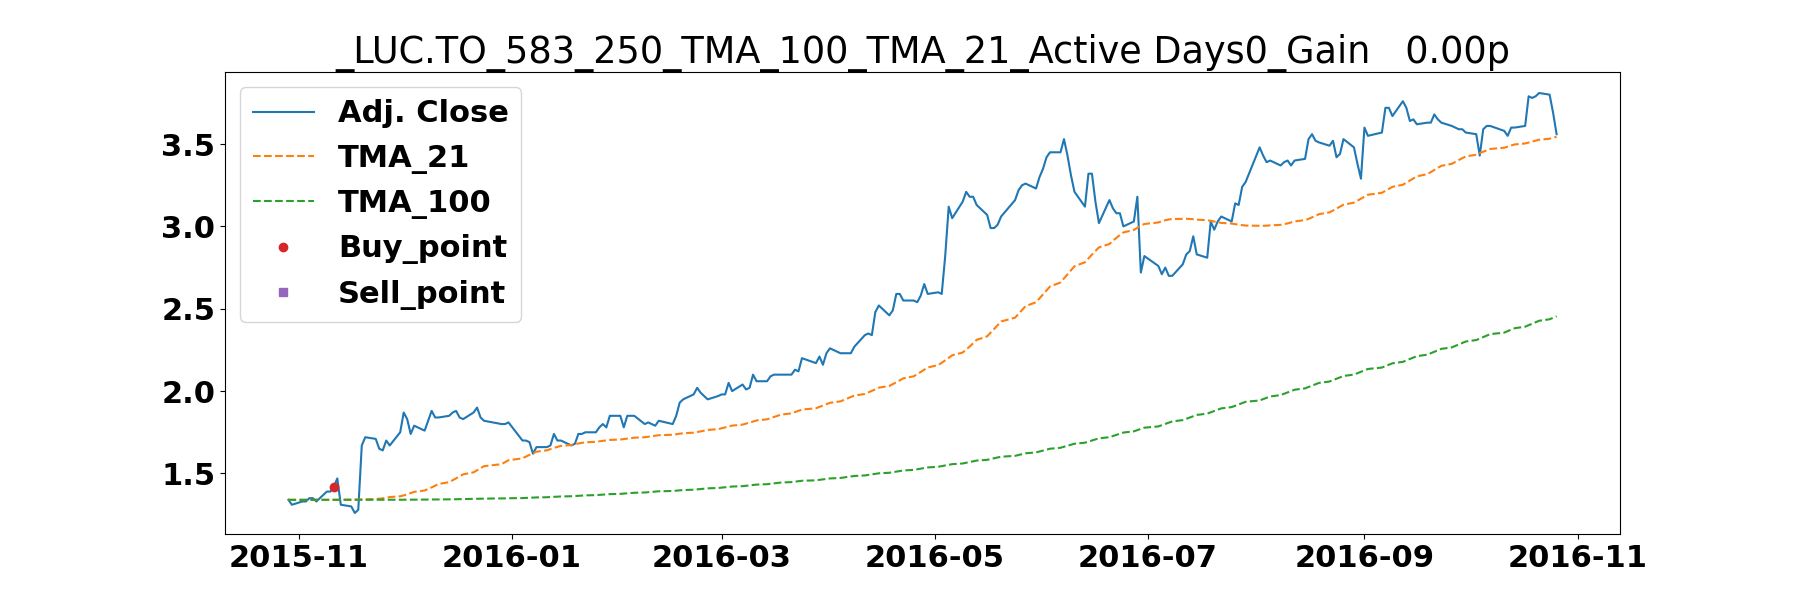 _LUC.TO_583_250_TMA_100_TMA_21_Active Days0_Gain   0.00p
Adj. Close
TMA_21
TMA_100
Buy_point
Sell_point
3.5
3.0
2.5
2.0
1.5
2015-11 2016-01 2016-03 2016-05 2016-07 2016-09 2016-11